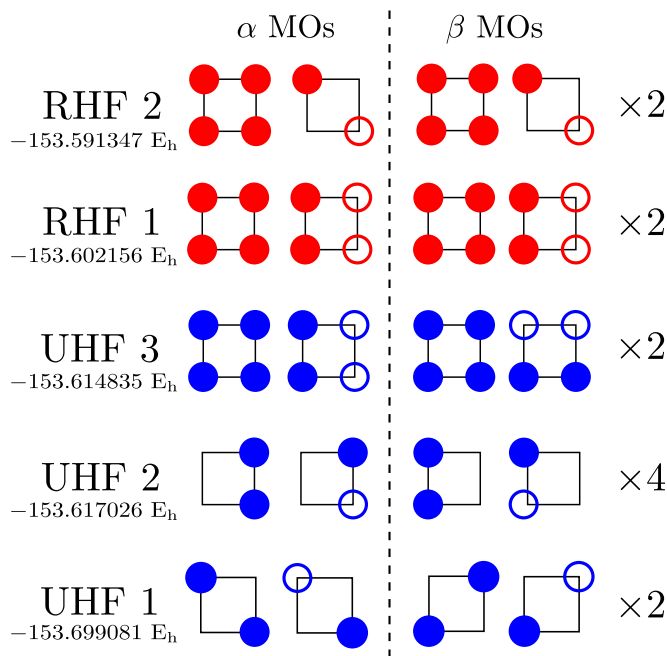 α MOs β MOs
RHF 2 ×2
−153.591347 Eh
RHF 1 ×2
−153.602156 Eh
UHF 3 ×2
−153.614835 Eh
UHF 2 ×4
−153.617026 Eh
UHF 1 ×2
−153.699081 Eh